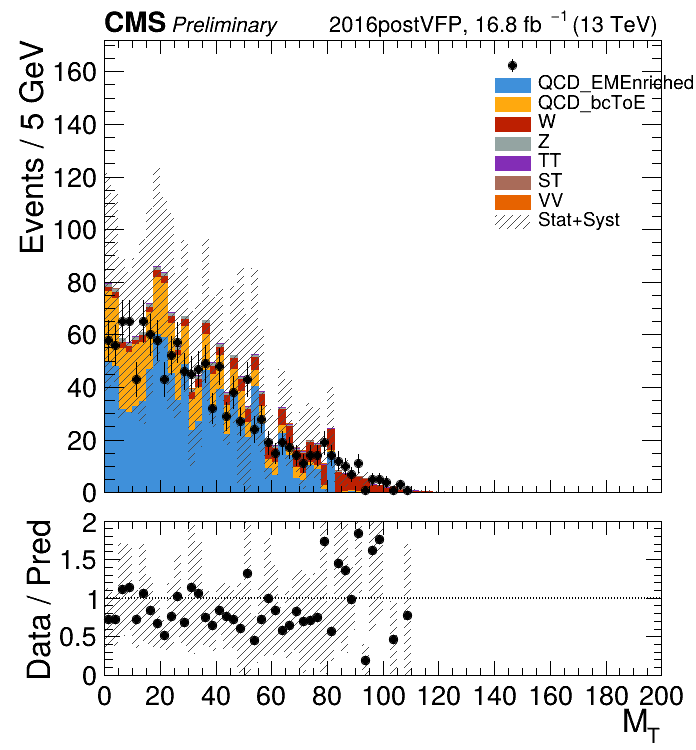 CMS Preliminary 2016postVFP, 16.8 fb ⁻¹ (13 TeV)
Events / 5 GeV
160
140
120
100
80
60
40
20
0
QCD_EMEnriched
QCD_bcToE
W
Z
TT
ST
VV
Stat+Syst
Data / Pred
2
1.5
1
0.5
0
0 20 40 60 80 100 120 140 160 180 200
M_T